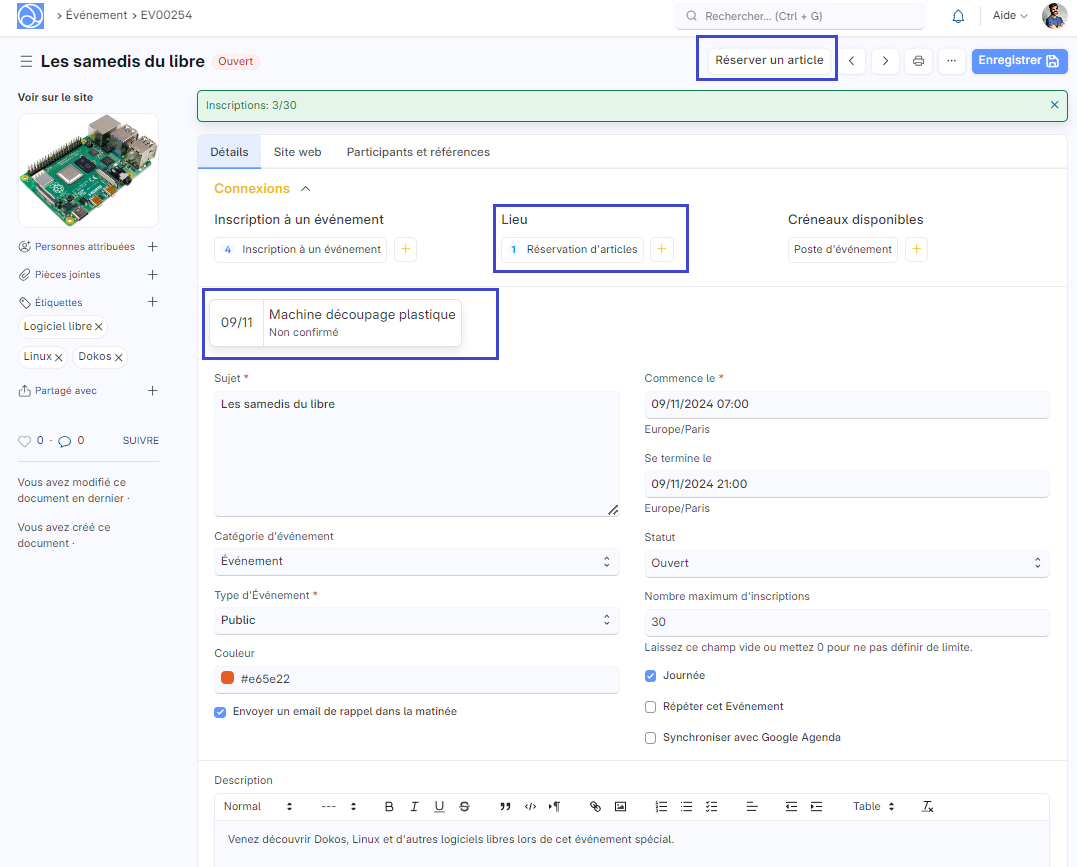 Événement
EV00254
Rechercher... (Ctrl + G)
Aide
Les samedis du libre
Ouvert
Réserver un article
Enregistrer
Voir sur le site
Inscriptions: 3/30
Détails
Site web
Participants et références
Connexions
Inscription à un événement
4 Inscription à un événement +
Lieu
1 Réservation d'articles +
Créneaux disponibles
Poste d'événement +
Personnes attribuées +
Pièces jointes +
Étiquettes +
Logiciel libre
Linux
Dokos
Partagé avec +
0 · 0
SUIVRE
Vous avez modifié ce
document en dernier ·
Vous avez créé ce
document ·
09/11
Machine découpage plastique
Non confirmé
Sujet *
Les samedis du libre
Commence le *
09/11/2024 07:00
Europe/Paris
Se termine le
09/11/2024 21:00
Europe/Paris
Catégorie d'événement
Événement
Statut
Ouvert
Type d'Événement *
Public
Nombre maximum d'inscriptions
30
Laissez ce champ vide ou mettez 0 pour ne pas définir de limite.
Couleur
#e65e22
Envoyer un email de rappel dans la matinée
Journée
Répéter cet Evénement
Synchroniser avec Google Agenda
Description
Normal
---
B I U S
Table
Venez découvrir Dokos, Linux et d'autres logiciels libres lors de cet événement spécial.